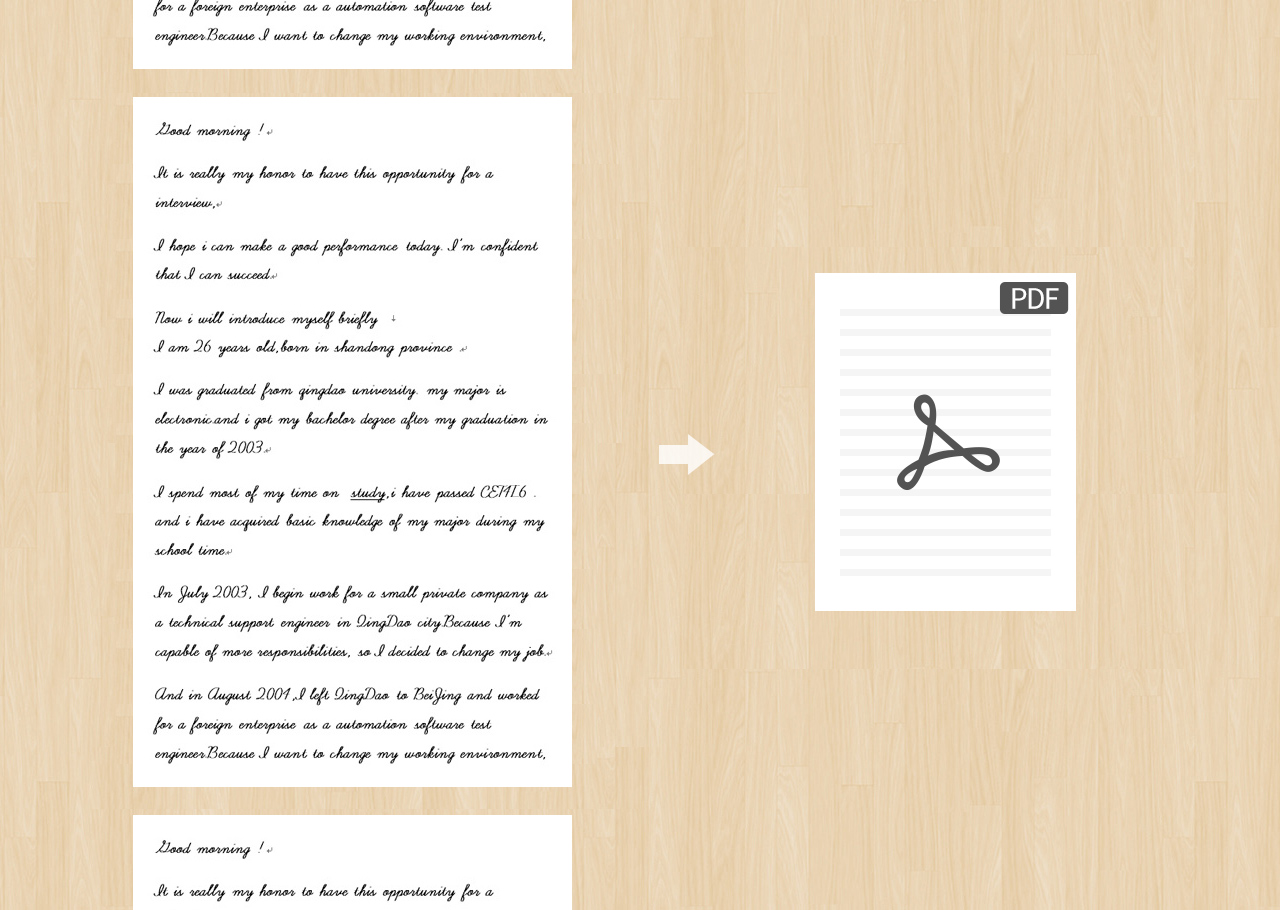 for a foreign enterprise as a automation software test
engineer.Because I want to change my working environment,
Good morning !
It is really my honor to have this opportunity for a
interview,
I hope i can make a good performance today. I'm confident
that I can succeed.
Now i will introduce myself briefly
I am 26 years old,born in shandong province
I was graduated from qingdao university. my major is
electronic.and i got my bachelor degree after my graduation in
the year of 2003.
I spend most of my time on study,i have passed CET4.6 .
and i have acquired basic knowledge of my major during my
school time.
In July 2003, I begin work for a small private company as
a technical support engineer in QingDao city.Because I'm
capable of more responsibilities, so I decided to change my job.
And in August 2004,I left QingDao to BeiJing and worked
for a foreign enterprise as a automation software test
engineer.Because I want to change my working environment,
Good morning !
It is really my honor to have this opportunity for a
PDF